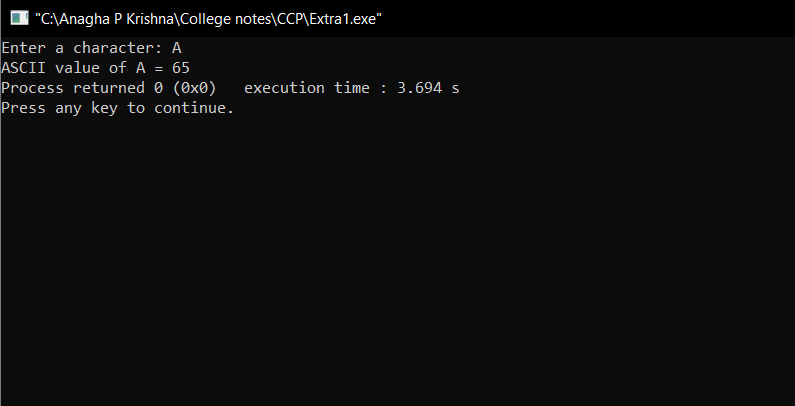 "C:\Anagha P Krishna\College notes\CCP\Extra1.exe"
Enter a character: A
ASCII value of A = 65
Process returned 0 (0x0)   execution time : 3.694 s
Press any key to continue.